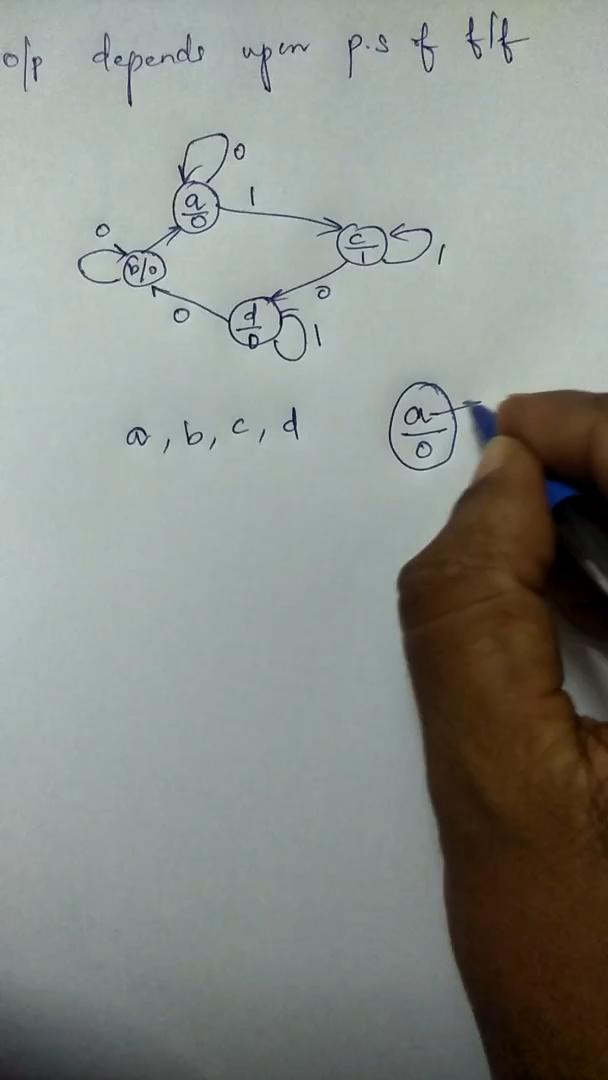 o/p depends upon p.s of f/f
0
a
0
1
0
b/0
c
1
1
0
0
d
0
1
a, b, c, d
a
0